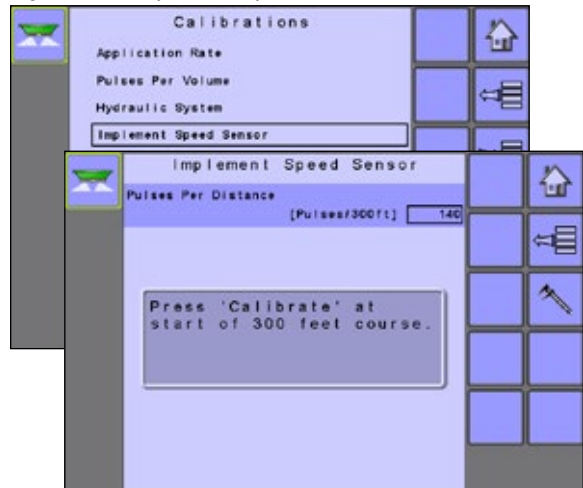 Calibrations
Application Rate
Pulses Per Volume
Hydraulic System
Implement Speed Sensor
Implement Speed Sensor
Pulses Per Distance
[Pulses/300ft] 140
Press 'Calibrate' at
start of 300 feet course.